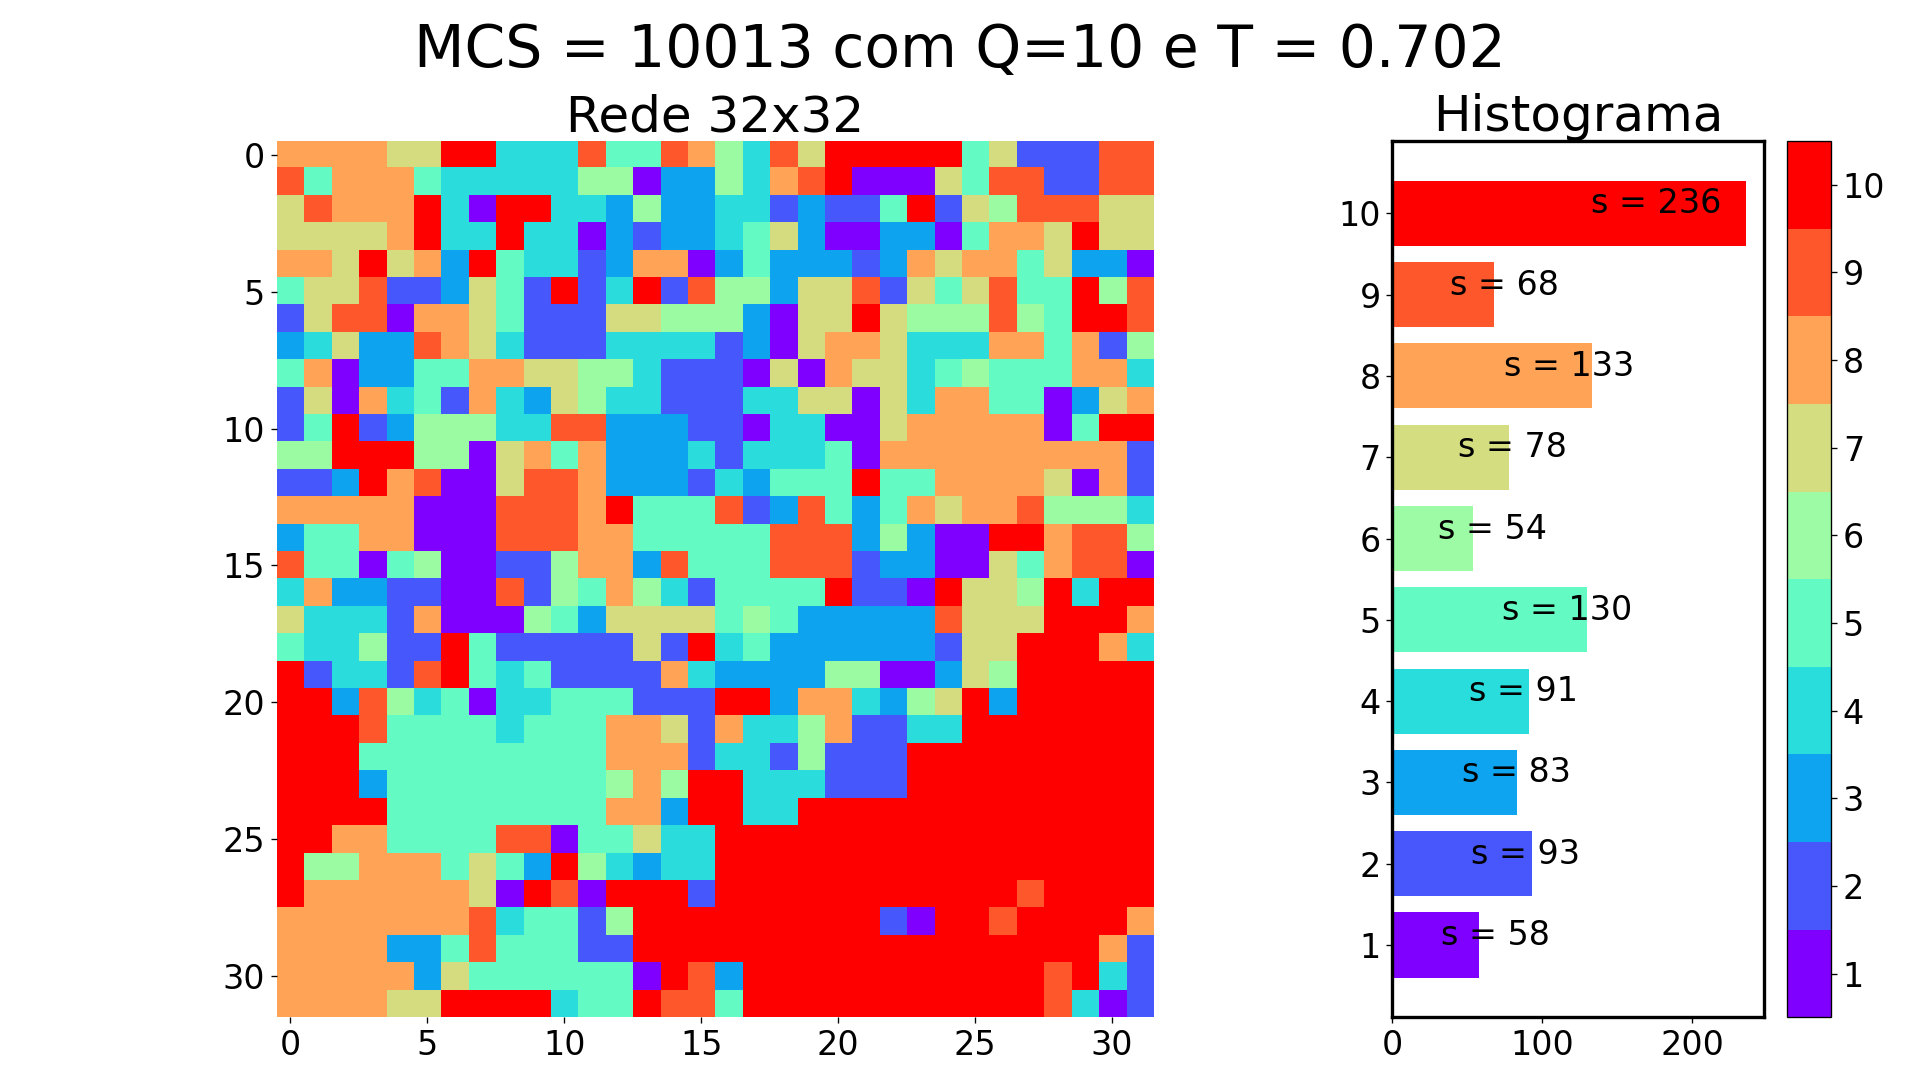 MCS = 10013 com Q=10 e T = 0.702
Rede 32x32
0
5
10
15
20
25
30
0 5 10 15 20 25 30
Histograma
10 s = 236
9 s = 68
8 s = 133
7 s = 78
6 s = 54
5 s = 130
4 s = 91
3 s = 83
2 s = 93
1 s = 58
0 100 200
10
9
8
7
6
5
4
3
2
1